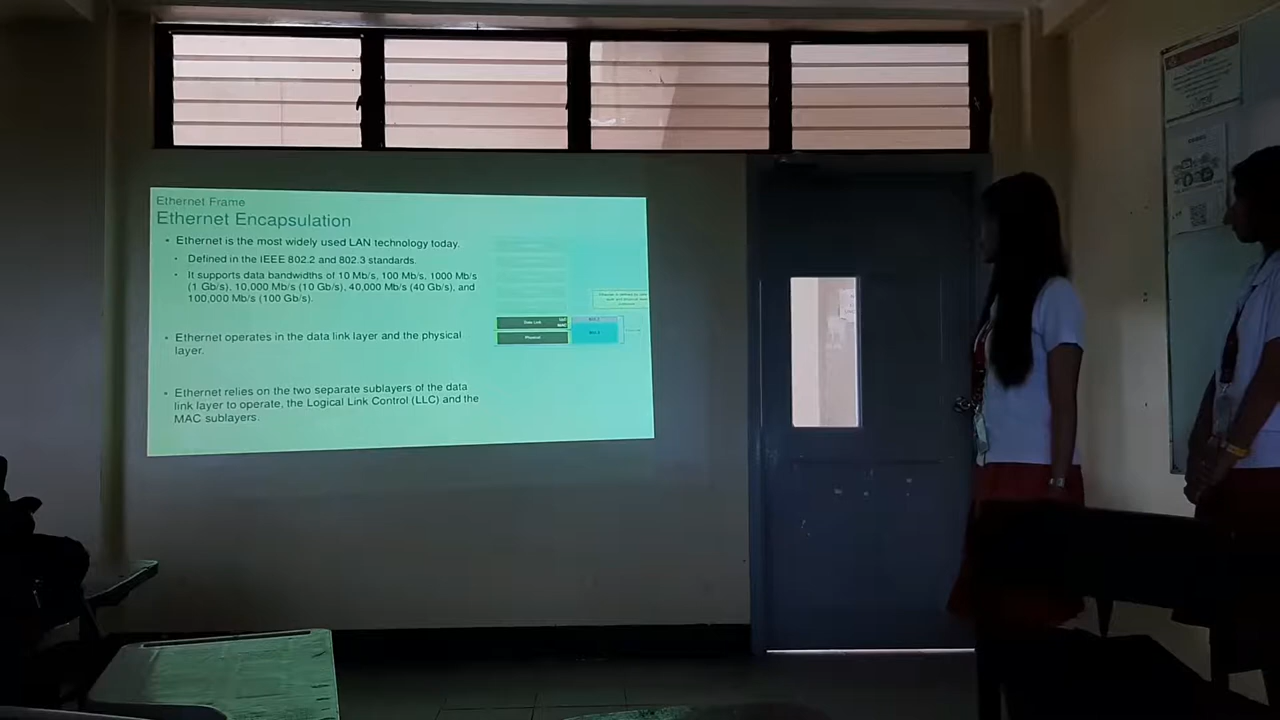 Ethernet Frame
Ethernet Encapsulation
• Ethernet is the most widely used LAN technology today.
• Defined in the IEEE 802.2 and 802.3 standards.
• It supports data bandwidths of 10 Mb/s, 100 Mb/s, 1000 Mb/s
(1 Gb/s), 10,000 Mb/s (10 Gb/s), 40,000 Mb/s (40 Gb/s), and
100,000 Mb/s (100 Gb/s).
• Ethernet operates in the data link layer and the physical
layer.
• Ethernet relies on the two separate sublayers of the data
link layer to operate, the Logical Link Control (LLC) and the
MAC sublayers.
Data Link
MAC
Physical